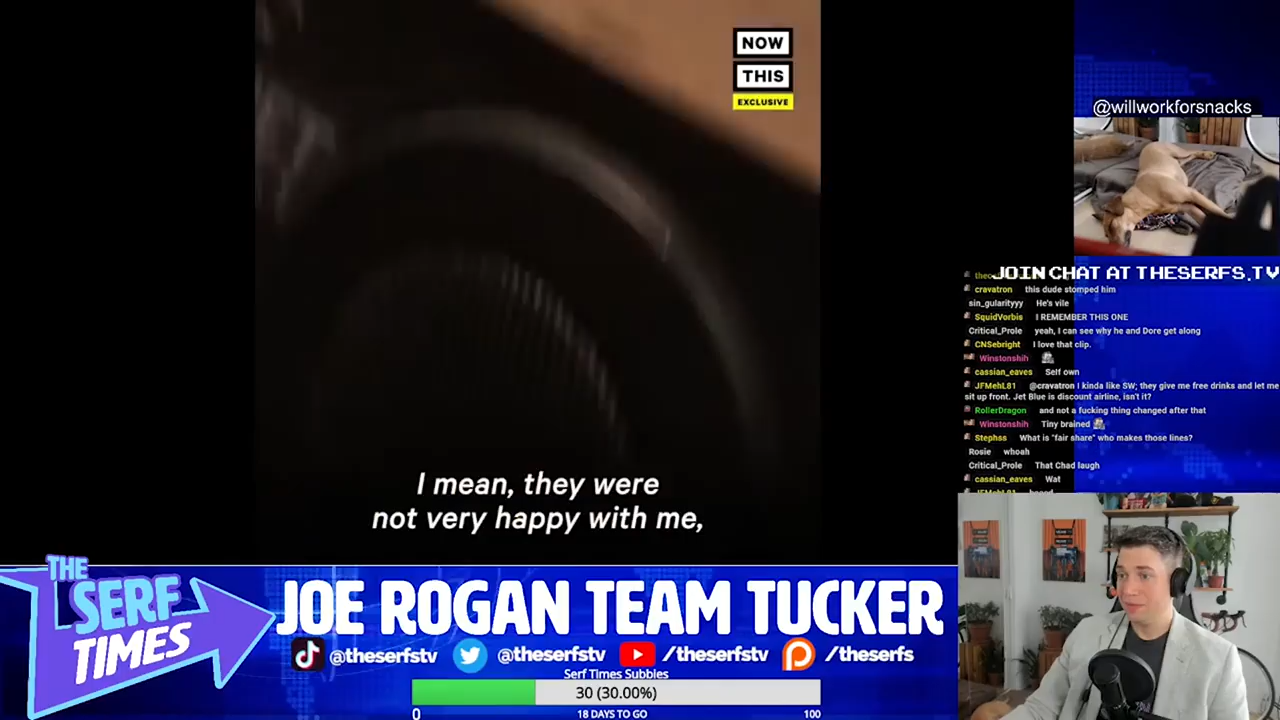 NOW
THIS
EXCLUSIVE
@willworkforsnacks_
JOIN CHAT AT THESERFS.TV
cravatron this dude stomped him
sin_gularityyy He's vile
SquidVorbis I REMEMBER THIS ONE
Critical_Prole yeah, I can see why he and Dore get along
CNSebright I love that clip.
Winstonshih
cassian_eaves Self own
JFMehL81 @cravatron I kinda like SW; they give me free drinks and let me
sit up front. Jet Blue is discount airline, isn't it?
RollerDragon and not a fucking thing changed after that
Winstonshih Tiny brained
Stephss What is "fair share" who makes those lines?
Rosie whoah
Critical_Prole That Chad laugh
cassian_eaves Wat
I mean, they were
not very happy with me,
THE
SERF
TIMES
JOE ROGAN TEAM TUCKER
@theserfstv @theserfstv /theserfstv /theserfs
Serf Times Subbles
30 (30.00%)
0 18 DAYS TO GO 100